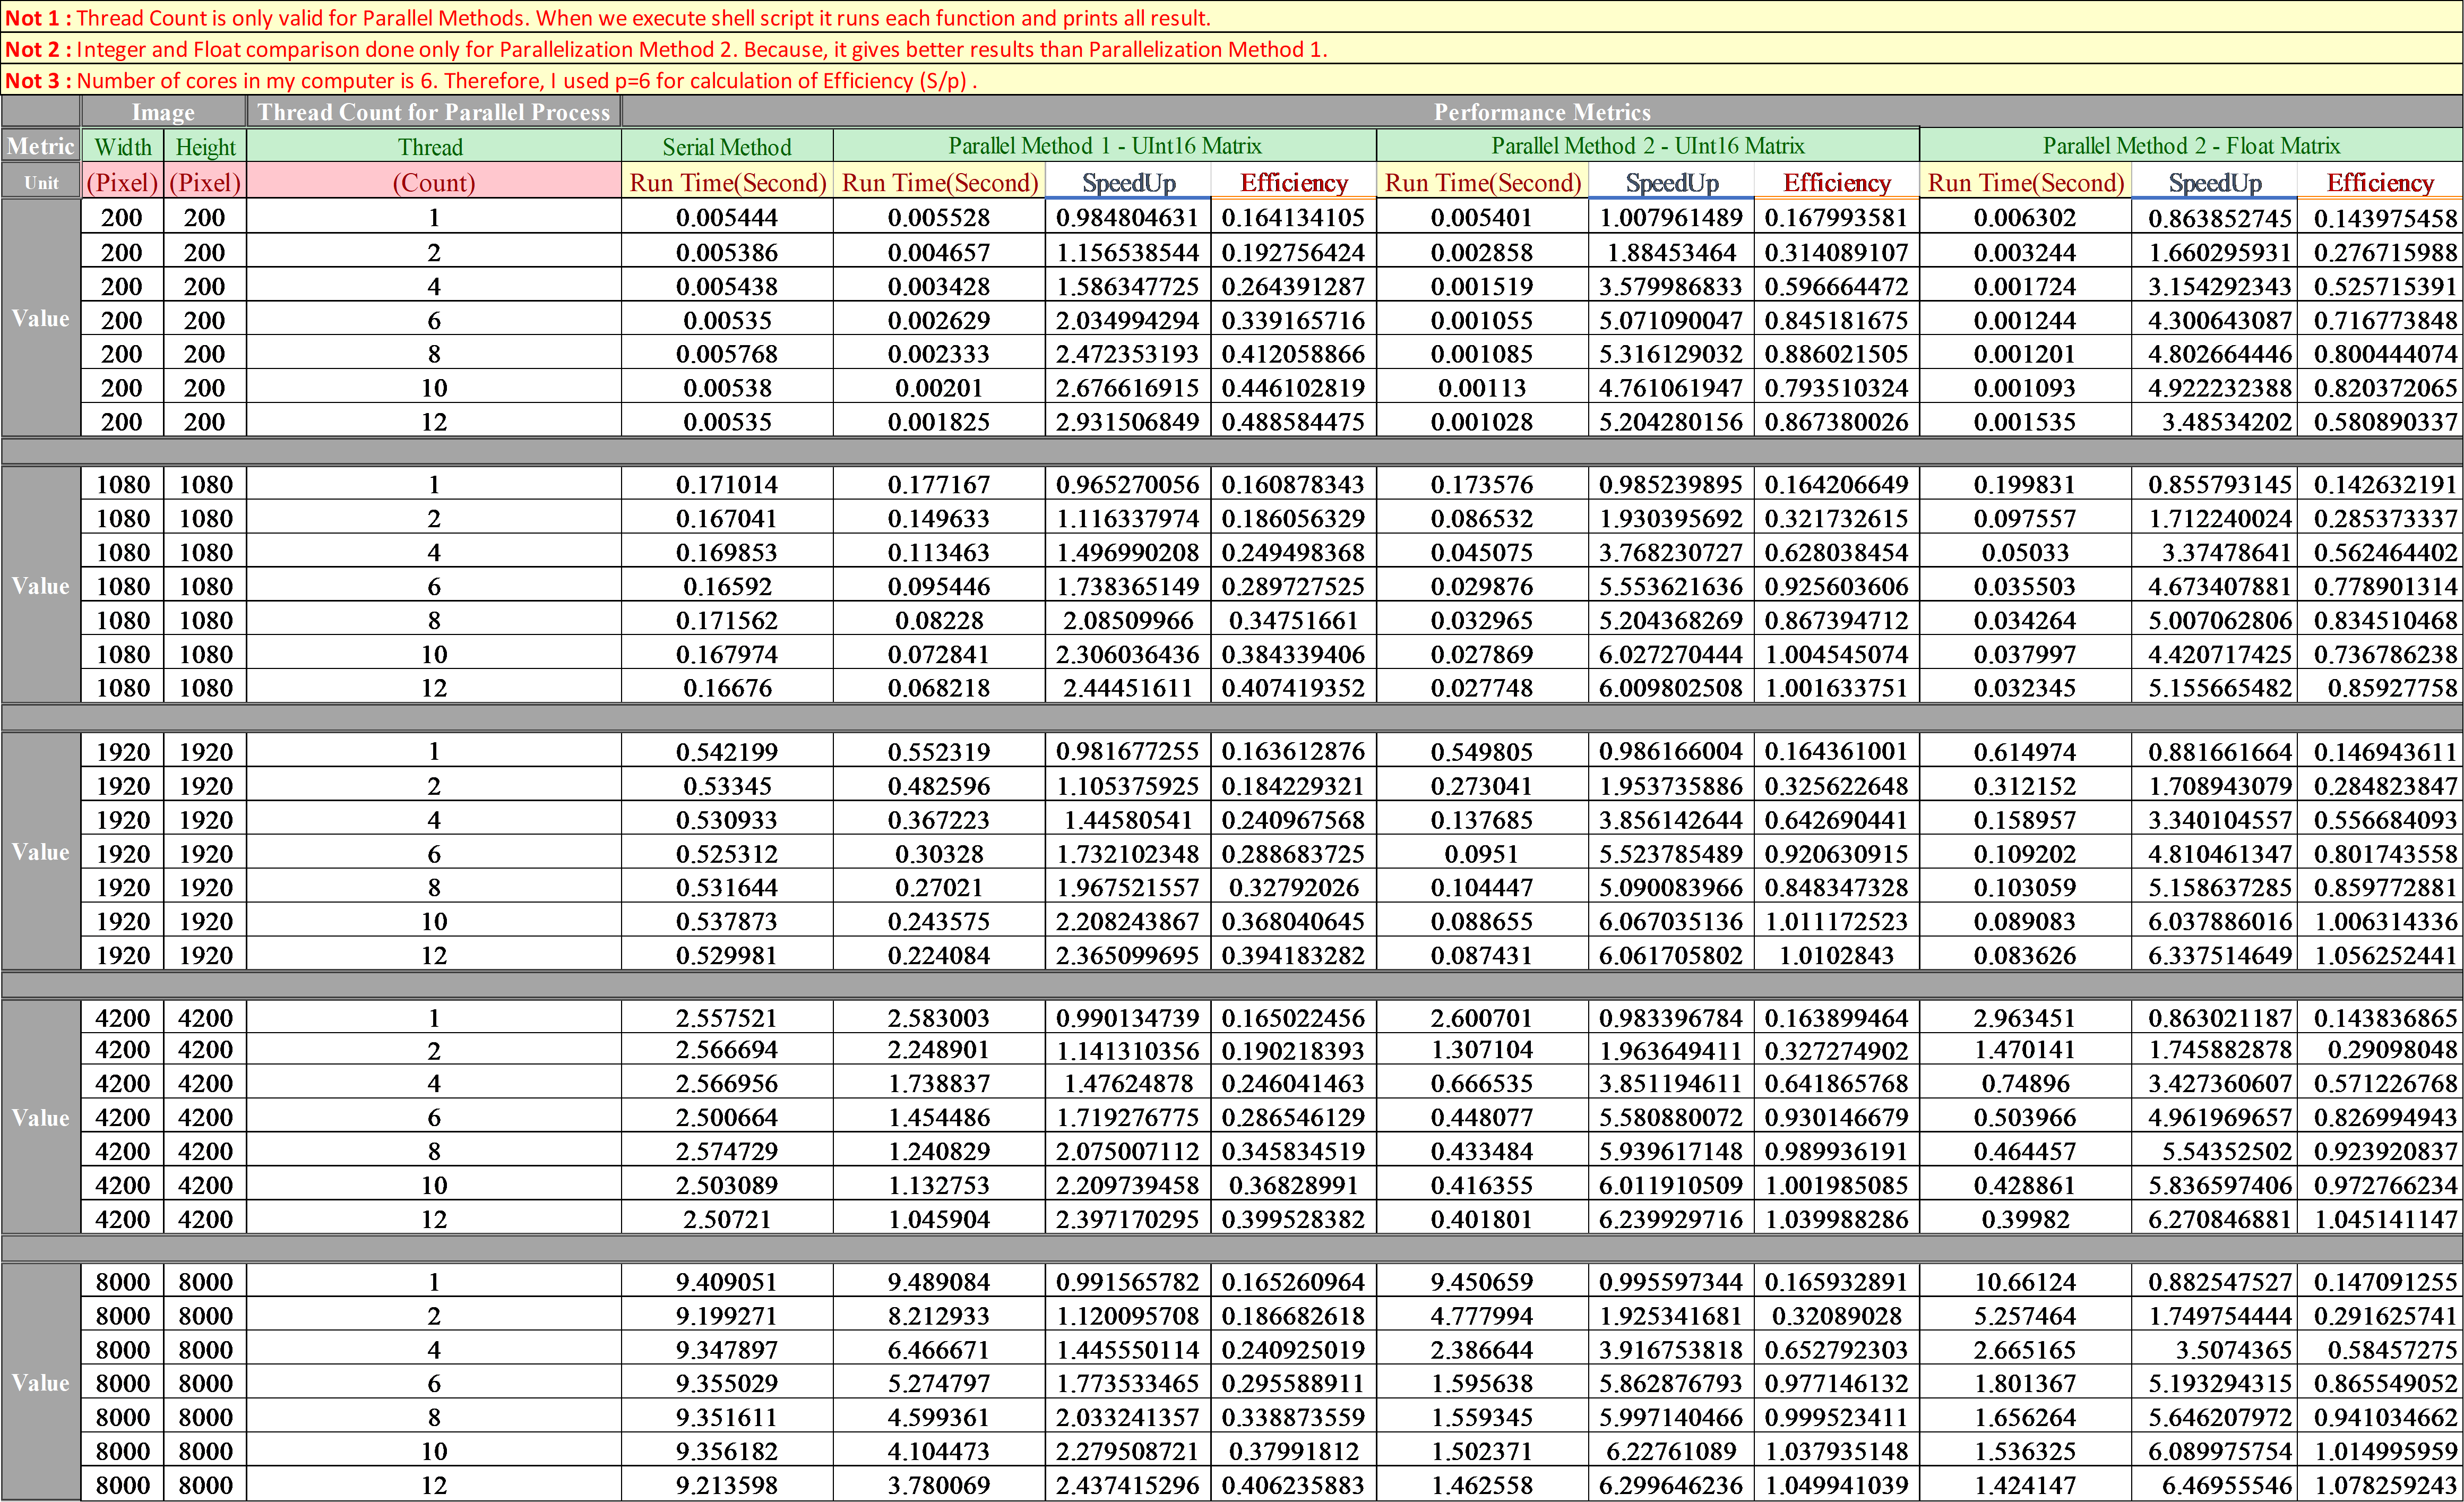 Not 1 : Thread Count is only valid for Parallel Methods. When we execute shell script it runs each function and prints all result.
Not 2 : Integer and Float comparison done only for Parallelization Method 2. Because, it gives better results than Parallelization Method 1.
Not 3 : Number of cores in my computer is 6. Therefore, I used p=6 for calculation of Efficiency (S/p) .
Image Thread Count for Parallel Process Performance Metrics
Metric Width Height Thread Serial Method Parallel Method 1 - UInt16 Matrix Parallel Method 2 - UInt16 Matrix Parallel Method 2 - Float Matrix
Unit (Pixel) (Pixel) (Count) Run Time(Second) Run Time(Second) SpeedUp Efficiency Run Time(Second) SpeedUp Efficiency Run Time(Second) SpeedUp Efficiency
200 200 1 0.005444 0.005528 0.984804631 0.164134105 0.005401 1.007961489 0.167993581 0.006302 0.863852745 0.143975458
200 200 2 0.005386 0.004657 1.156538544 0.192756424 0.002858 1.88453464 0.314089107 0.003244 1.660295931 0.276715988
200 200 4 0.005438 0.003428 1.586347725 0.264391287 0.001519 3.579986833 0.596664472 0.001724 3.154292343 0.525715391
Value 200 200 6 0.00535 0.002629 2.034994294 0.339165716 0.001055 5.071090047 0.845181675 0.001244 4.300643087 0.716773848
200 200 8 0.005768 0.002333 2.472353193 0.412058866 0.001085 5.316129032 0.886021505 0.001201 4.802664446 0.800444074
200 200 10 0.00538 0.00201 2.676616915 0.446102819 0.00113 4.761061947 0.793510324 0.001093 4.922232388 0.820372065
200 200 12 0.00535 0.001825 2.931506849 0.488584475 0.001028 5.204280156 0.867380026 0.001535 3.48534202 0.580890337
1080 1080 1 0.171014 0.177167 0.965270056 0.160878343 0.173576 0.985239895 0.164206649 0.199831 0.855793145 0.142632191
1080 1080 2 0.167041 0.149633 1.116337974 0.186056329 0.086532 1.930395692 0.321732615 0.097557 1.712240024 0.285373337
1080 1080 4 0.169853 0.113463 1.496990208 0.249498368 0.045075 3.768230727 0.628038454 0.05033 3.37478641 0.562464402
Value 1080 1080 6 0.16592 0.095446 1.738365149 0.289727525 0.029876 5.553621636 0.925603606 0.035503 4.673407881 0.778901314
1080 1080 8 0.171562 0.08228 2.08509966 0.34751661 0.032965 5.204368269 0.867394712 0.034264 5.007062806 0.834510468
1080 1080 10 0.167974 0.072841 2.306036436 0.384339406 0.027869 6.027270444 1.004545074 0.037997 4.420717425 0.736786238
1080 1080 12 0.16676 0.068218 2.44451611 0.407419352 0.027748 6.009802508 1.001633751 0.032345 5.155665482 0.85927758
1920 1920 1 0.542199 0.552319 0.981677255 0.163612876 0.549805 0.986166004 0.164361001 0.614974 0.881661664 0.146943611
1920 1920 2 0.53345 0.482596 1.105375925 0.184229321 0.273041 1.953735886 0.325622648 0.312152 1.708943079 0.284823847
1920 1920 4 0.530933 0.367223 1.44580541 0.240967568 0.137685 3.856142644 0.642690441 0.158957 3.340104557 0.556684093
Value 1920 1920 6 0.525312 0.30328 1.732102348 0.288683725 0.0951 5.523785489 0.920630915 0.109202 4.810461347 0.801743558
1920 1920 8 0.531644 0.27021 1.967521557 0.32792026 0.104447 5.090083966 0.848347328 0.103059 5.158637285 0.859772881
1920 1920 10 0.537873 0.243575 2.208243867 0.368040645 0.088655 6.067035136 1.011172523 0.089083 6.037886016 1.006314336
1920 1920 12 0.529981 0.224084 2.365099695 0.394183282 0.087431 6.061705802 1.0102843 0.083626 6.337514649 1.056252441
4200 4200 1 2.557521 2.583003 0.990134739 0.165022456 2.600701 0.983396784 0.163899464 2.963451 0.863021187 0.143836865
4200 4200 2 2.566694 2.248901 1.141310356 0.190218393 1.307104 1.963649411 0.327274902 1.470141 1.745882878 0.29098048
4200 4200 4 2.566956 1.738837 1.47624878 0.246041463 0.666535 3.851194611 0.641865768 0.74896 3.427360607 0.571226768
Value 4200 4200 6 2.500664 1.454486 1.719276775 0.286546129 0.448077 5.580880072 0.930146679 0.503966 4.961969657 0.826994943
4200 4200 8 2.574729 1.240829 2.075007112 0.345834519 0.433484 5.939617148 0.989936191 0.464457 5.54352502 0.923920837
4200 4200 10 2.503089 1.132753 2.209739458 0.36828991 0.416355 6.011910509 1.001985085 0.428861 5.836597406 0.972766234
4200 4200 12 2.50721 1.045904 2.397170295 0.399528382 0.401801 6.239929716 1.039988286 0.39982 6.270846881 1.045141147
8000 8000 1 9.409051 9.489084 0.991565782 0.165260964 9.450659 0.995597344 0.165932891 10.66124 0.882547527 0.147091255
8000 8000 2 9.199271 8.212933 1.120095708 0.186682618 4.777994 1.925341681 0.32089028 5.257464 1.749754444 0.291625741
8000 8000 4 9.347897 6.466671 1.445550114 0.240925019 2.386644 3.916753818 0.652792303 2.665165 3.5074365 0.58457275
Value 8000 8000 6 9.355029 5.274797 1.773533465 0.295588911 1.595638 5.862876793 0.977146132 1.801367 5.193294315 0.865549052
8000 8000 8 9.351611 4.599361 2.033241357 0.338873559 1.559345 5.997140466 0.999523411 1.656264 5.646207972 0.941034662
8000 8000 10 9.356182 4.104473 2.279508721 0.37991812 1.502371 6.22761089 1.037935148 1.536325 6.089975754 1.014995959
8000 8000 12 9.213598 3.780069 2.437415296 0.406235883 1.462558 6.299646236 1.049941039 1.424147 6.46955546 1.078259243